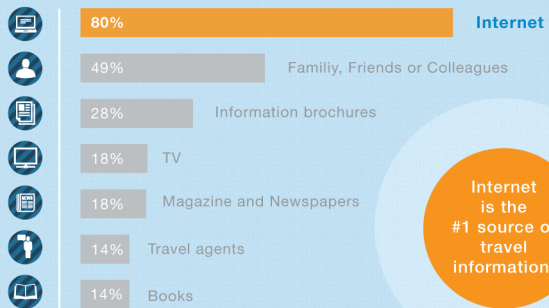 80% Internet
49% Familiy, Friends or Colleagues
28% Information brochures
18% TV
18% Magazine and Newspapers
14% Travel agents
14% Books
Internet
is the
#1 source o
travel
information